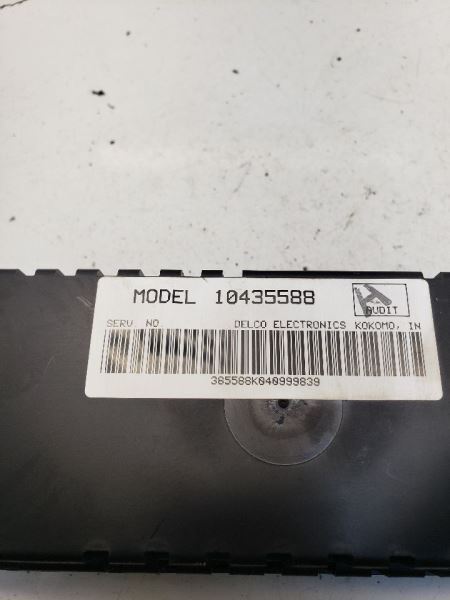 MODEL 10435588
AUDIT
SERV. NO. DELCO ELECTRONICS KOKOMO, IN
385588K040999839